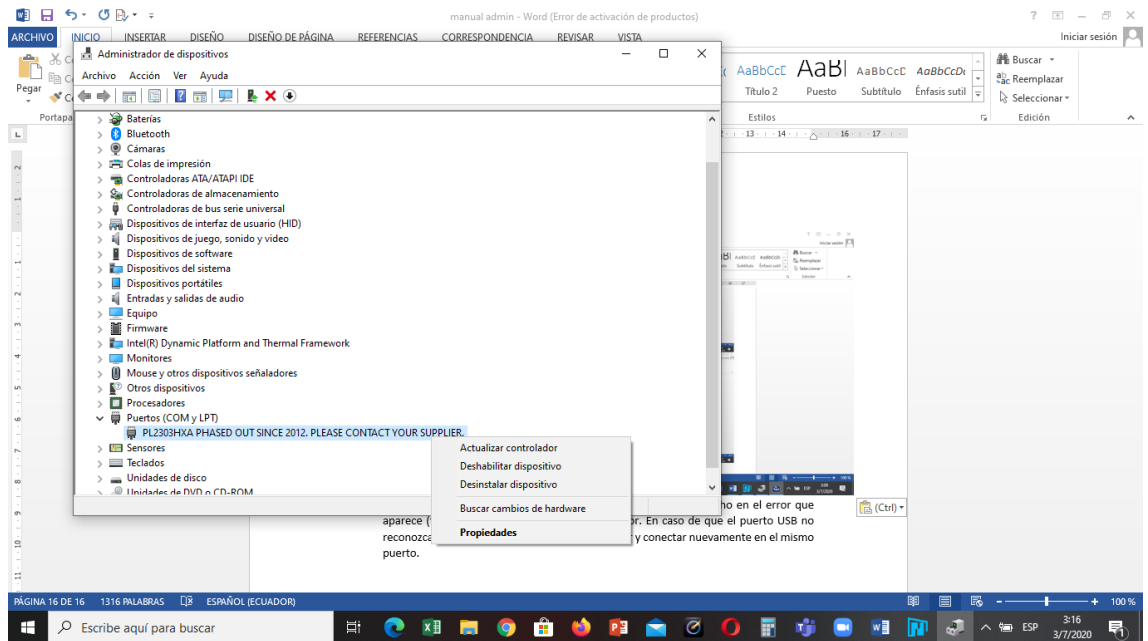 manual admin - Word (Error de activación de productos)
ARCHIVO INICIO INSERTAR DISEÑO DISEÑO DE PÁGINA REFERENCIAS CORRESPONDENCIA REVISAR VISTA Iniciar sesión
Pegar
Portapa
AaBbCcE AaBl AaBbCcD AaBbCcDc
Título 2 Puesto Subtítulo Énfasis sutil
Estilos
Buscar
Reemplazar
Seleccionar
Edición
Administrador de dispositivos
Archivo Acción Ver Ayuda
Baterías
Bluetooth
Cámaras
Colas de impresión
Controladoras ATA/ATAPI IDE
Controladoras de almacenamiento
Controladoras de bus serie universal
Dispositivos de interfaz de usuario (HID)
Dispositivos de juego, sonido y video
Dispositivos de software
Dispositivos del sistema
Dispositivos portátiles
Entradas y salidas de audio
Equipo
Firmware
Intel(R) Dynamic Platform and Thermal Framework
Monitores
Mouse y otros dispositivos señaladores
Otros dispositivos
Procesadores
Puertos (COM y LPT)
PL2303HXA PHASED OUT SINCE 2012. PLEASE CONTACT YOUR SUPPLIER.
Sensores
Teclados
Unidades de disco
Unidades de DVD o CD-ROM
Actualizar controlador
Deshabilitar dispositivo
Desinstalar dispositivo
Buscar cambios de hardware
Propiedades
13 14 16 17
no en el error que
aparece ( or. En caso de que el puerto USB no
reconozca y conectar nuevamente en el mismo
puerto.
(Ctrl)
PÁGINA 16 DE 16 1316 PALABRAS ESPAÑOL (ECUADOR) 100 %
Escribe aquí para buscar
ESP 3:16
3/7/2020